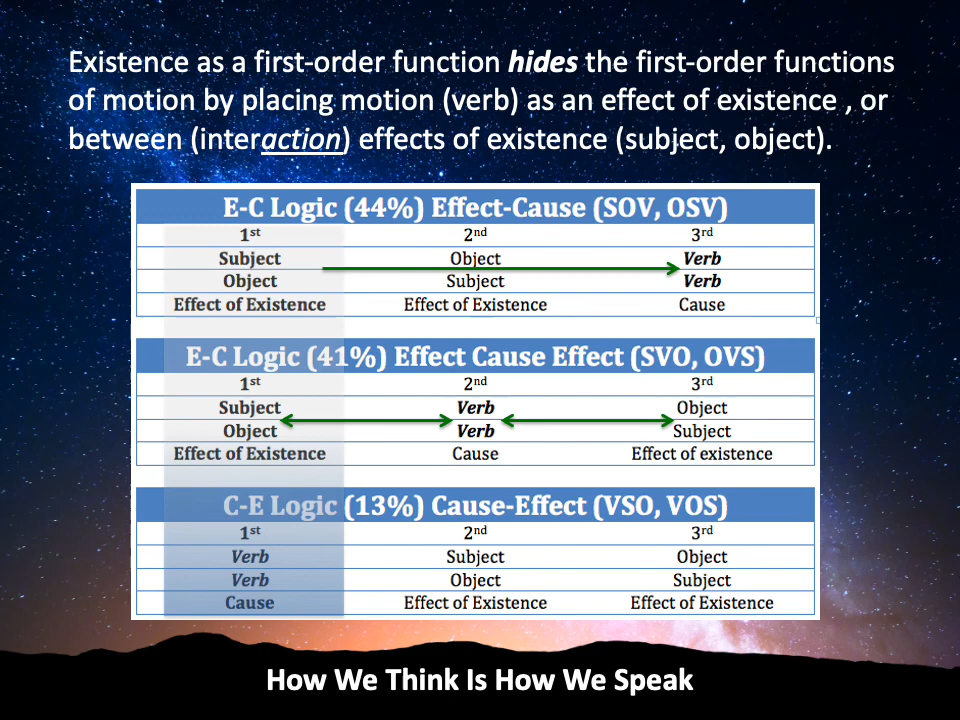 Existence as a first-order function hides the first-order functions
of motion by placing motion (verb) as an effect of existence , or
between (interaction) effects of existence (subject, object).
E-C Logic (44%) Effect-Cause (SOV, OSV)
1st 2nd 3rd
Subject Object Verb
Object Subject Verb
Effect of Existence Effect of Existence Cause
E-C Logic (41%) Effect Cause Effect (SVO, OVS)
1st 2nd 3rd
Subject Verb Object
Object Verb Subject
Effect of Existence Cause Effect of existence
C-E Logic (13%) Cause-Effect (VSO, VOS)
1st 2nd 3rd
Verb Subject Object
Verb Object Subject
Cause Effect of Existence Effect of Existence
How We Think Is How We Speak